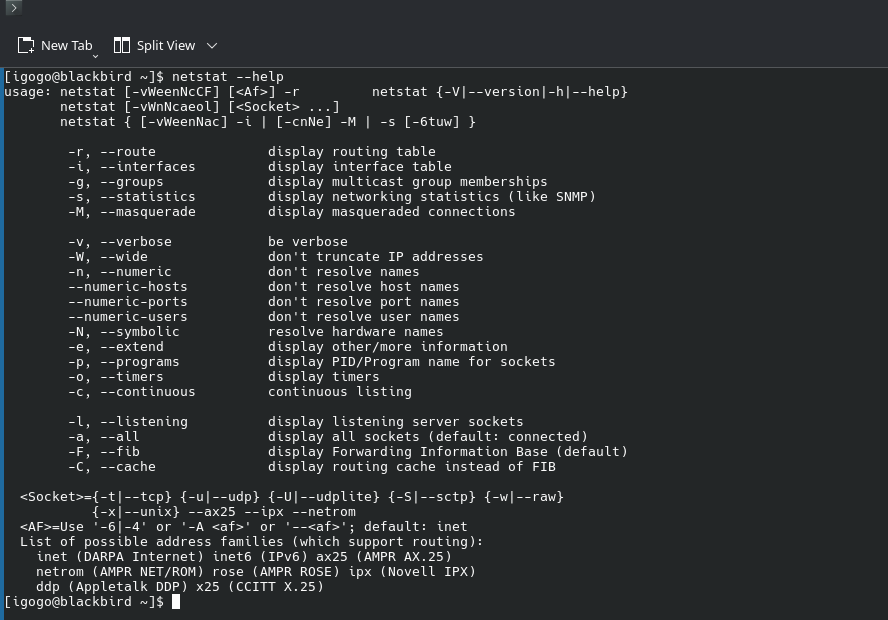 New Tab Split View
[igogo@blackbird ~]$ netstat --help
usage: netstat [-vWeenNcCF] [<Af>] -r         netstat {-V|--version|-h|--help}
       netstat [-vWnNcaeol] [<Socket> ...]
       netstat { [-vWeenNac] -i | [-cnNe] -M | -s [-6tuw] }

        -r, --route              display routing table
        -i, --interfaces         display interface table
        -g, --groups             display multicast group memberships
        -s, --statistics         display networking statistics (like SNMP)
        -M, --masquerade         display masqueraded connections

        -v, --verbose            be verbose
        -W, --wide               don't truncate IP addresses
        -n, --numeric            don't resolve names
        --numeric-hosts          don't resolve host names
        --numeric-ports          don't resolve port names
        --numeric-users          don't resolve user names
        -N, --symbolic           resolve hardware names
        -e, --extend             display other/more information
        -p, --programs           display PID/Program name for sockets
        -o, --timers             display timers
        -c, --continuous         continuous listing

        -l, --listening          display listening server sockets
        -a, --all                display all sockets (default: connected)
        -F, --fib                display Forwarding Information Base (default)
        -C, --cache              display routing cache instead of FIB

  <Socket>={-t|--tcp} {-u|--udp} {-U|--udplite} {-S|--sctp} {-w|--raw}
           {-x|--unix} --ax25 --ipx --netrom
  <AF>=Use '-6|-4' or '-A <af>' or '--<af>'; default: inet
  List of possible address families (which support routing):
    inet (DARPA Internet) inet6 (IPv6) ax25 (AMPR AX.25)
    netrom (AMPR NET/ROM) rose (AMPR ROSE) ipx (Novell IPX)
    ddp (Appletalk DDP) x25 (CCITT X.25)
[igogo@blackbird ~]$